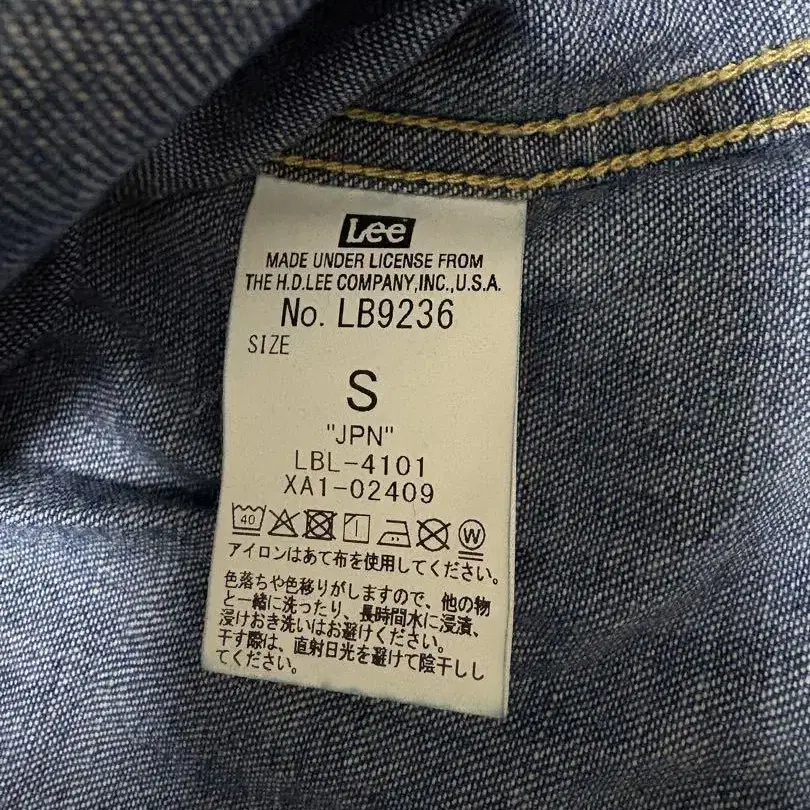 Lee
MADE UNDER LICENSE FROM
THE H.D.LEE COMPANY,INC.,U.S.A.
No. LB9236
SIZE
S
"JPN"
LBL-4101
XA1-02409
40 W
アイロンはあて布を使用してください。
色落ちや色移りがしますので、他の物
と一緒に洗ったり、長時間水に浸漬、
浸けおき洗いはお避けください。
干す際は、直射日光を避けて陰干しし
てください。